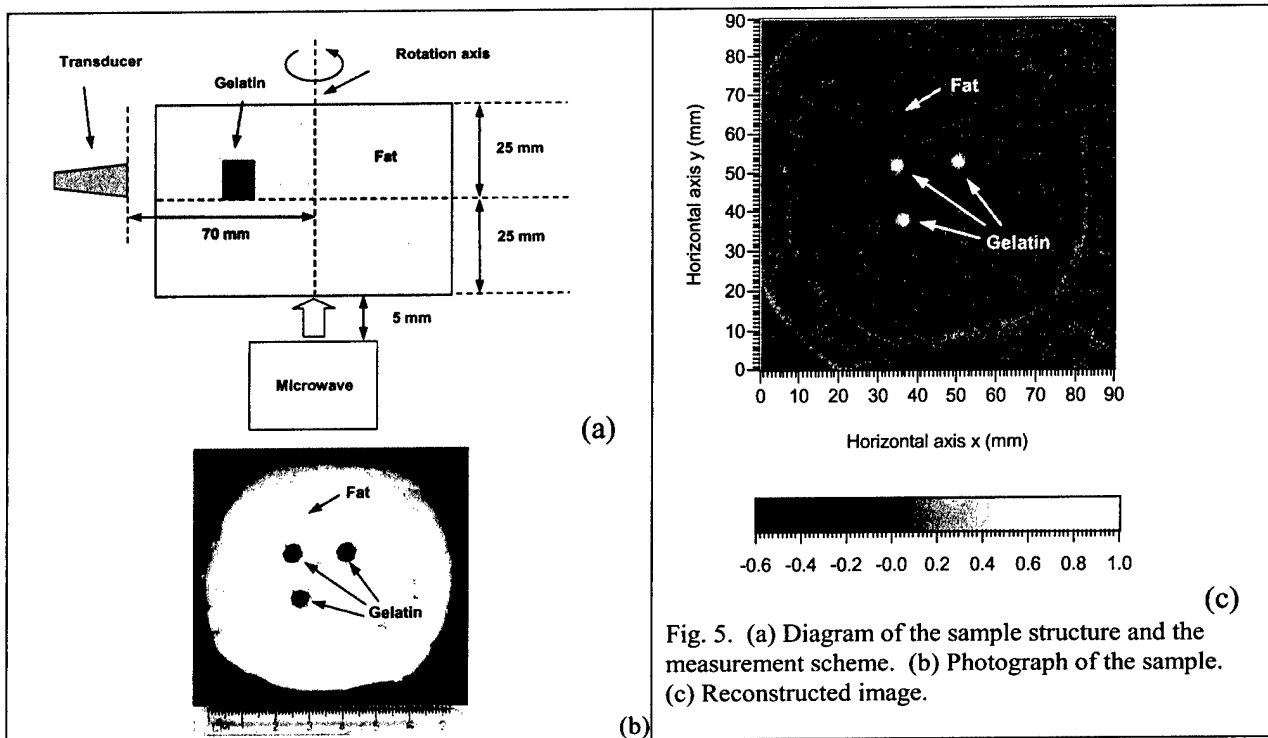 Transducer
Gelatin
Rotation axis
Fat
25 mm
70 mm
25 mm
5 mm
Microwave
(a)
Fat
Gelatin
(b)
90
80
70
60
50
40
30
20
10
0
Horizontal axis y (mm)
Fat
Gelatin
0 10 20 30 40 50 60 70 80 90
Horizontal axis x (mm)
-0.6 -0.4 -0.2 -0.0 0.2 0.4 0.6 0.8 1.0
(c)
Fig. 5. (a) Diagram of the sample structure and the
measurement scheme. (b) Photograph of the sample.
(c) Reconstructed image.